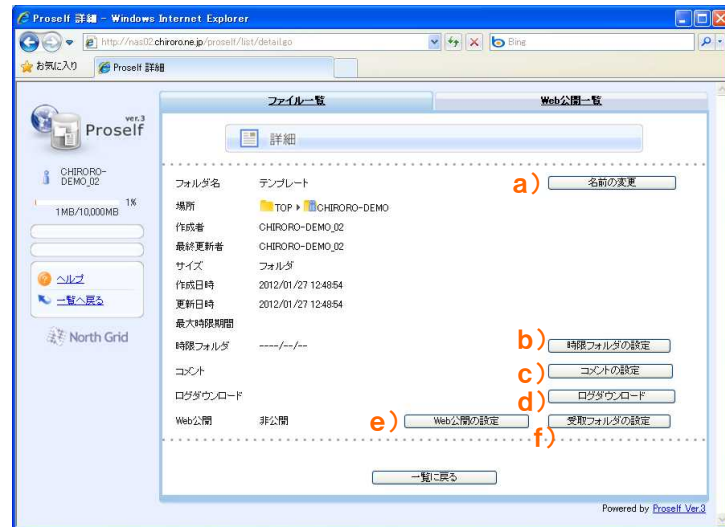 Proself 詳細 - Windows Internet Explorer
http://nas02.chiroro.ne.jp/proself/list/detail.go
Bing
お気に入り
Proself 詳細
ファイル一覧
Web公開一覧
ver.3
Proself
詳細
CHIRORO-
DEMO_02
1%
1MB/10,000MB
ヘルプ
一覧へ戻る
North Grid
フォルダ名 テンプレート a) 名前の変更
場所 TOP CHIRORO-DEMO
作成者 CHIRORO-DEMO_02
最終更新者 CHIRORO-DEMO_02
サイズ フォルダ
作成日時 2012/01/27 12:48:54
更新日時 2012/01/27 12:48:54
最大時限期間
時限フォルダ ----/--/-- b) 時限フォルダの設定
コメント c) コメントの設定
ログダウンロード d) ログダウンロード
Web公開 非公開 e) Web公開の設定 受取フォルダの設定
f)
一覧に戻る
Powered by Proself Ver.3